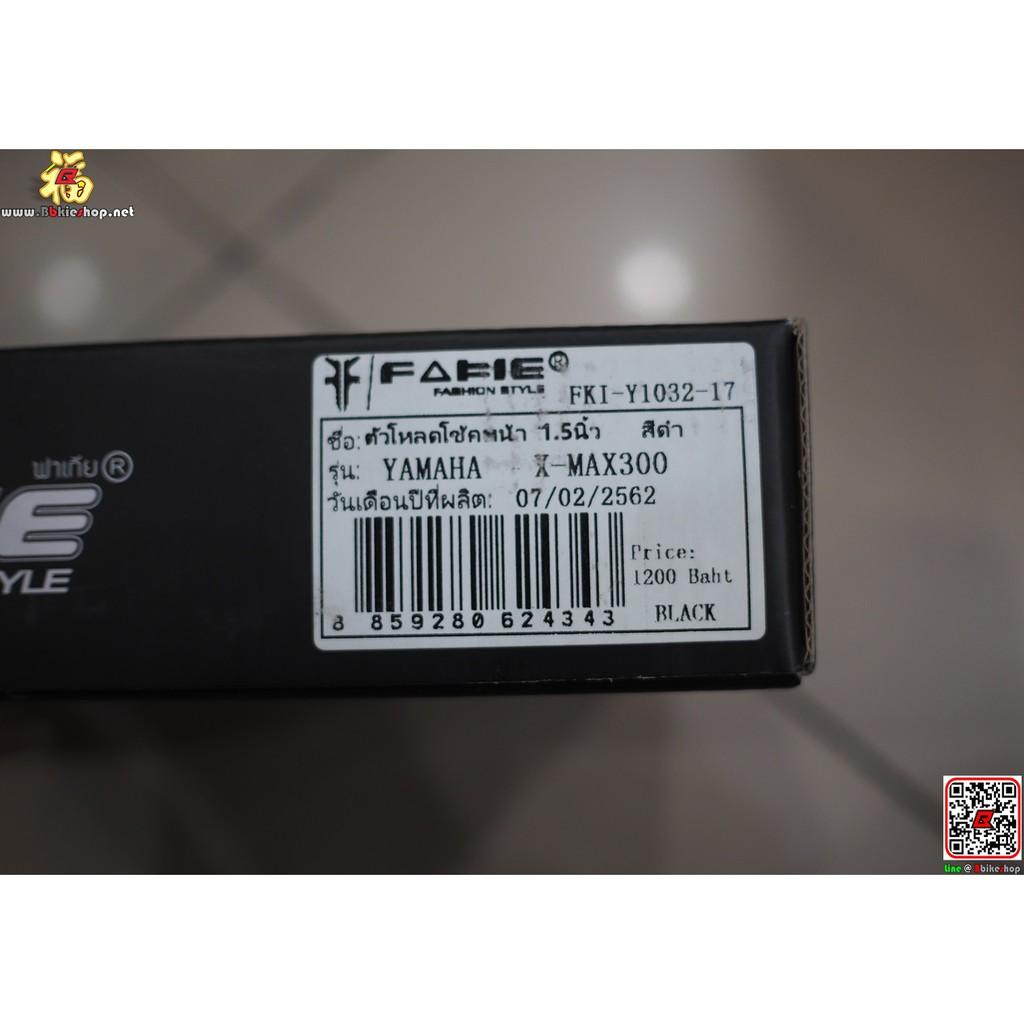 福
www.Bbkieshop.net
FAKIE®
FASHION STYLE
FKI-Y1032-17
ชื่อ: ตัวโหลดโช้คหน้า 1.5นิ้ว สีดำ
รุ่น: YAMAHA X-MAX300
วันเดือนปีที่ผลิต: 07/02/2562
Price:
1200 Baht
8 859280 624343
BLACK
ฟาเกีย®
E
YLE
Line @ Bbikeshop